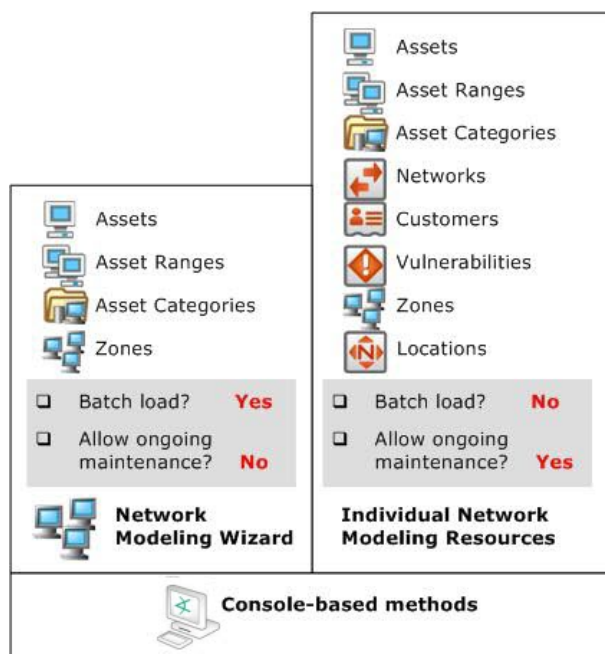 Assets
Asset Ranges
Asset Categories
Zones
Batch load? Yes
Allow ongoing
maintenance? No
Network
Modeling Wizard
Assets
Asset Ranges
Asset Categories
Networks
Customers
Vulnerabilities
Zones
N
Locations
Batch load? No
Allow ongoing
maintenance? Yes
Individual Network
Modeling Resources
Console-based methods